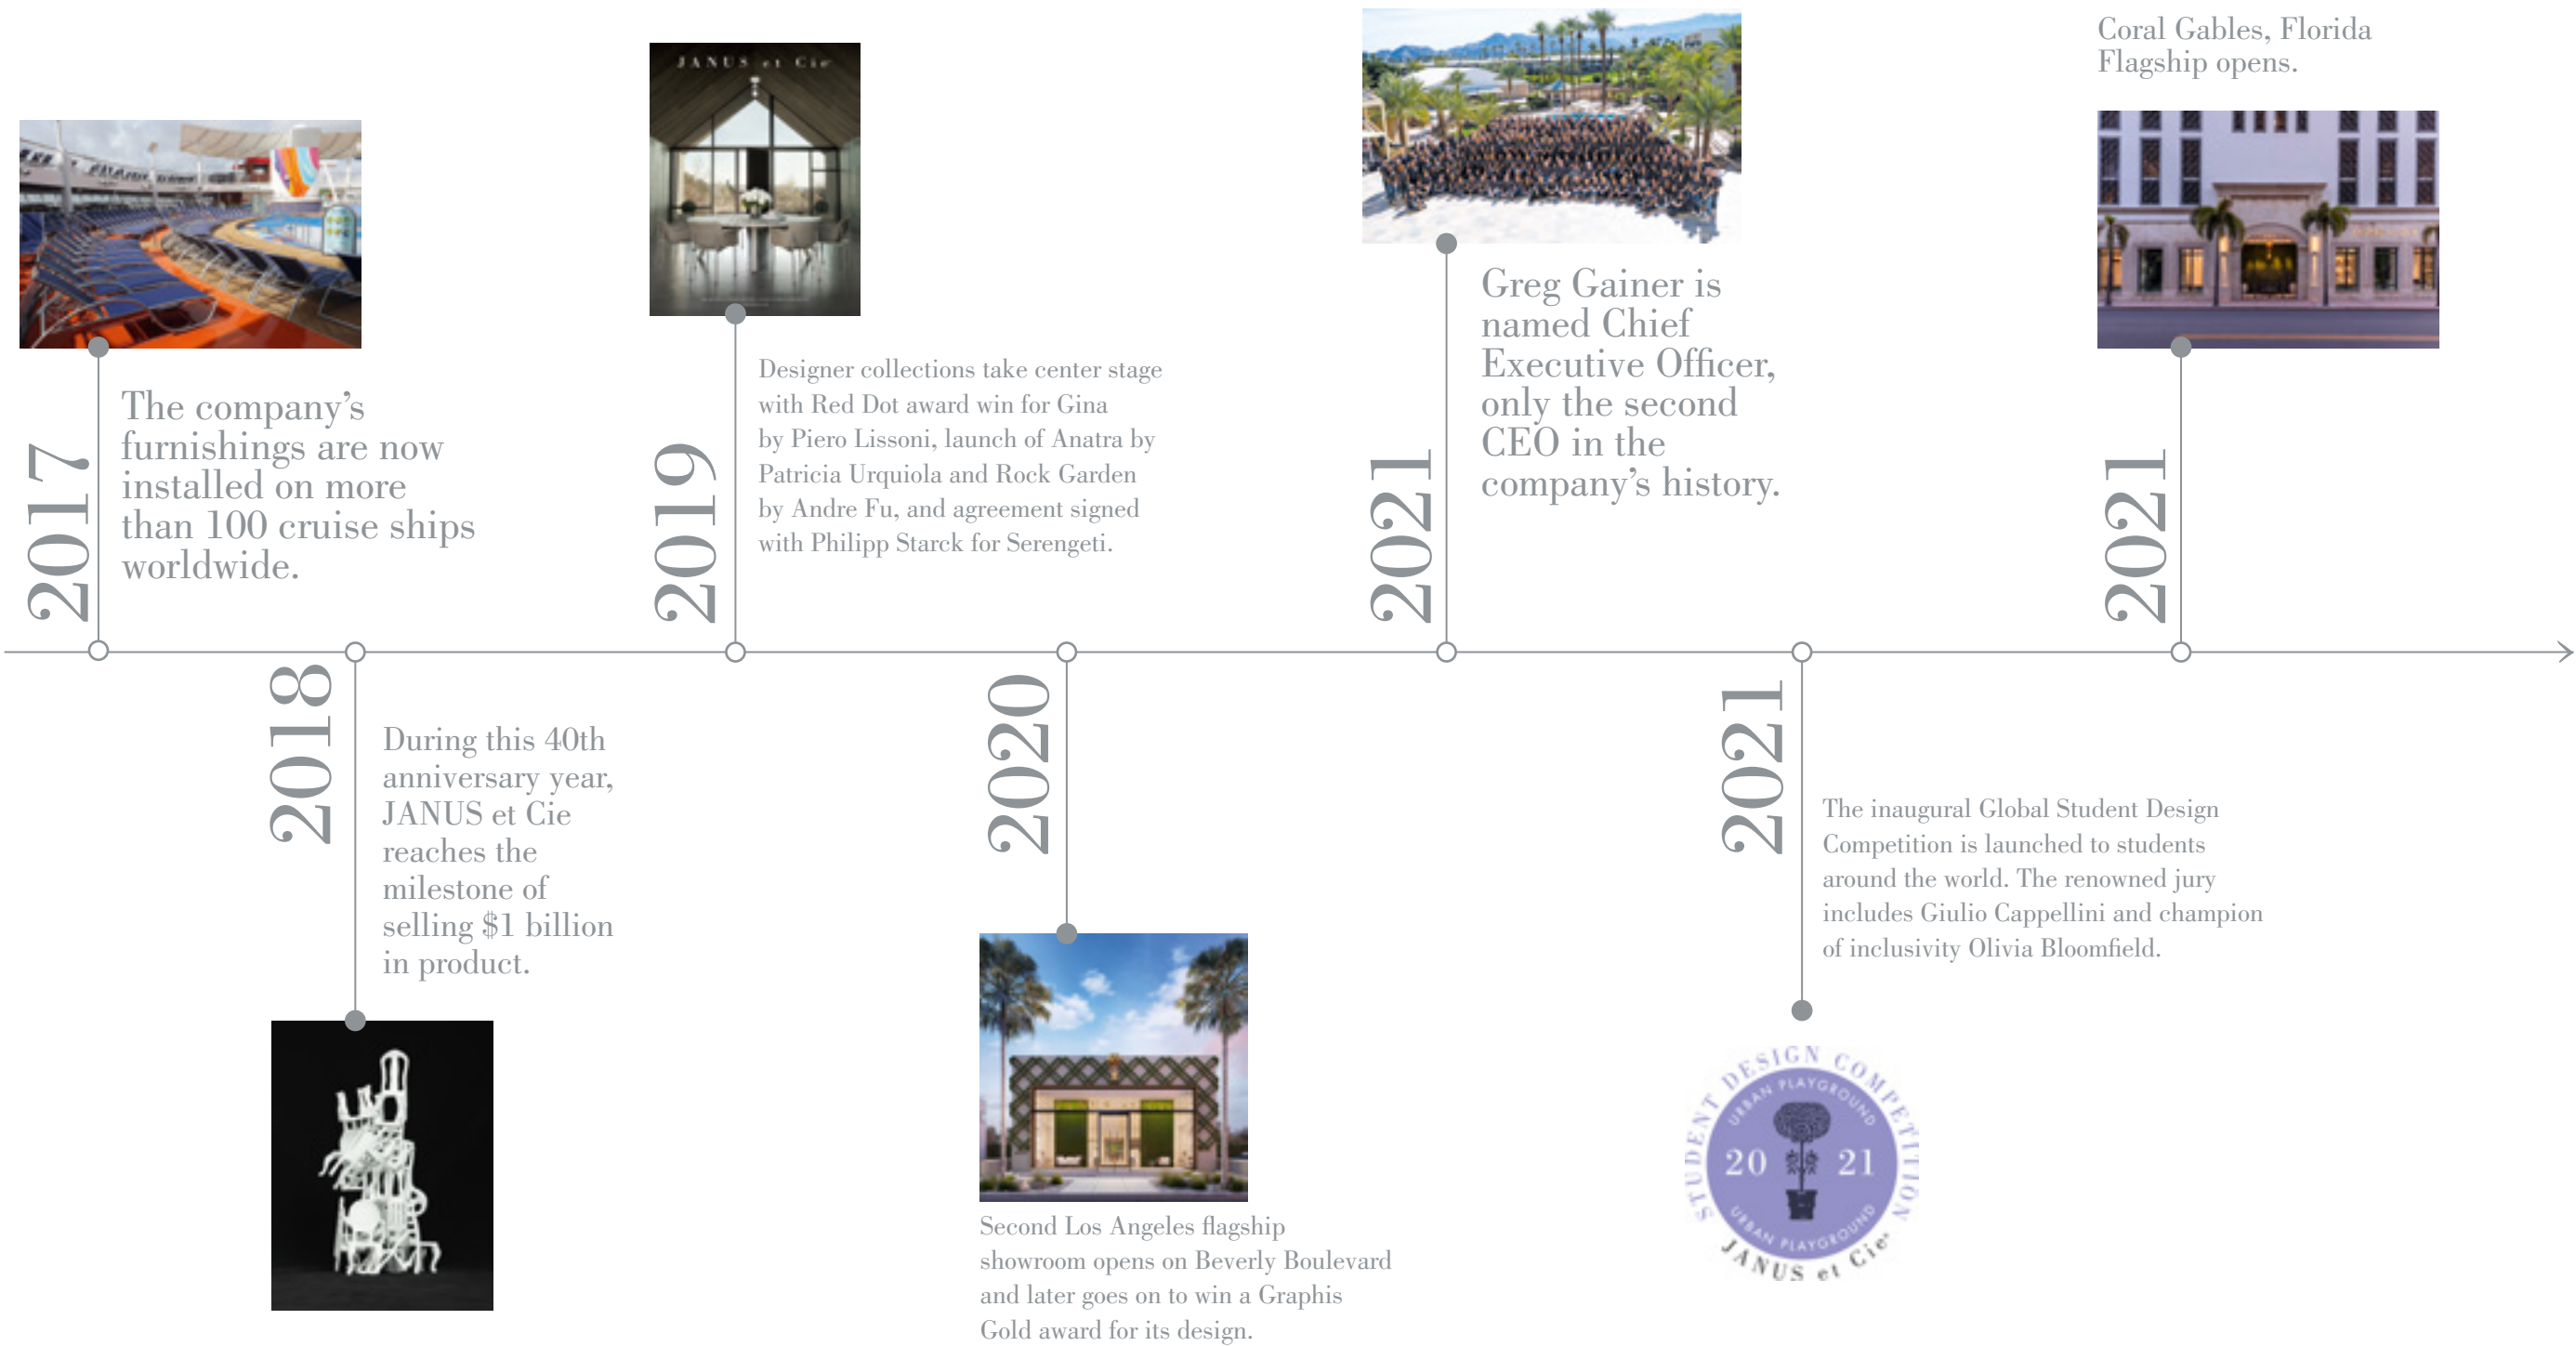 2017
The company’s
furnishings are now
installed on more
than 100 cruise ships
worldwide.
2018
During this 40th
anniversary year,
JANUS et Cie
reaches the
milestone of
selling $1 billion
in product.
JANUS et Cie
2019
Designer collections take center stage
with Red Dot award win for Gina
by Piero Lissoni, launch of Anatra by
Patricia Urquiola and Rock Garden
by Andre Fu, and agreement signed
with Philipp Starck for Serengeti.
2020
Second Los Angeles flagship
showroom opens on Beverly Boulevard
and later goes on to win a Graphis
Gold award for its design.
2021
Greg Gainer is
named Chief
Executive Officer,
only the second
CEO in the
company’s history.
2021
The inaugural Global Student Design
Competition is launched to students
around the world. The renowned jury
includes Giulio Cappellini and champion
of inclusivity Olivia Bloomfield.
STUDENT DESIGN COMPETITION
URBAN PLAYGROUND
20 21
URBAN PLAYGROUND
JANUS et Cie
2021
Coral Gables, Florida
Flagship opens.